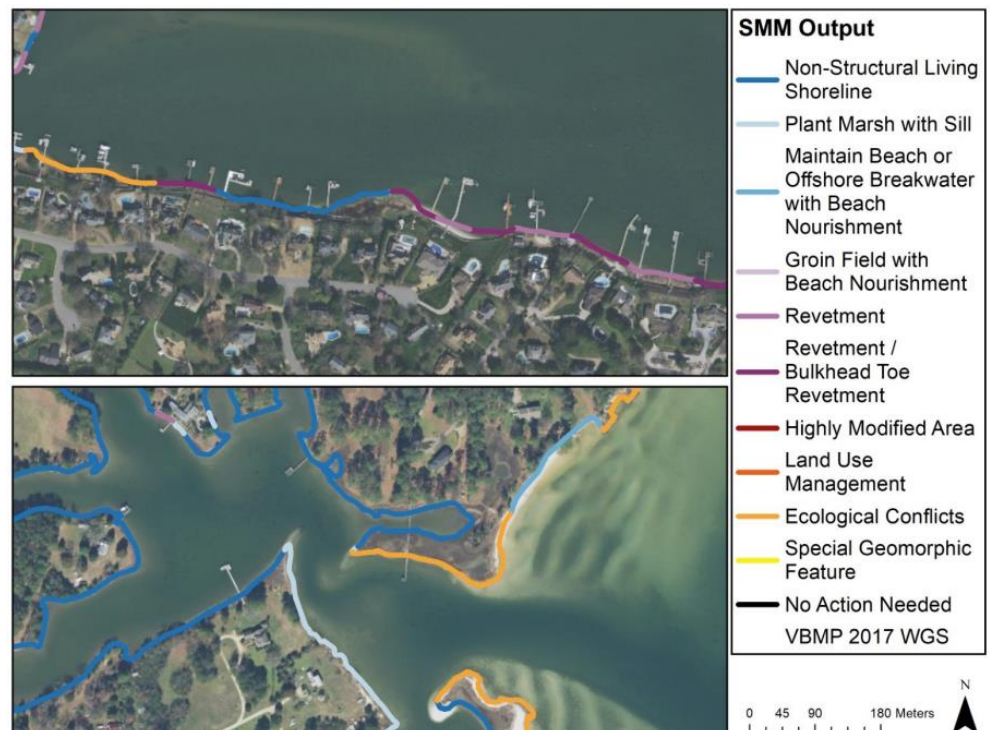 SMM Output
Non-Structural Living
Shoreline
Plant Marsh with Sill
Maintain Beach or
Offshore Breakwater
with Beach
Nourishment
Groin Field with
Beach Nourishment
Revetment
Revetment /
Bulkhead Toe
Revetment
Highly Modified Area
Land Use
Management
Ecological Conflicts
Special Geomorphic
Feature
No Action Needed
VBMP 2017 WGS
N
0 45 90 180 Meters